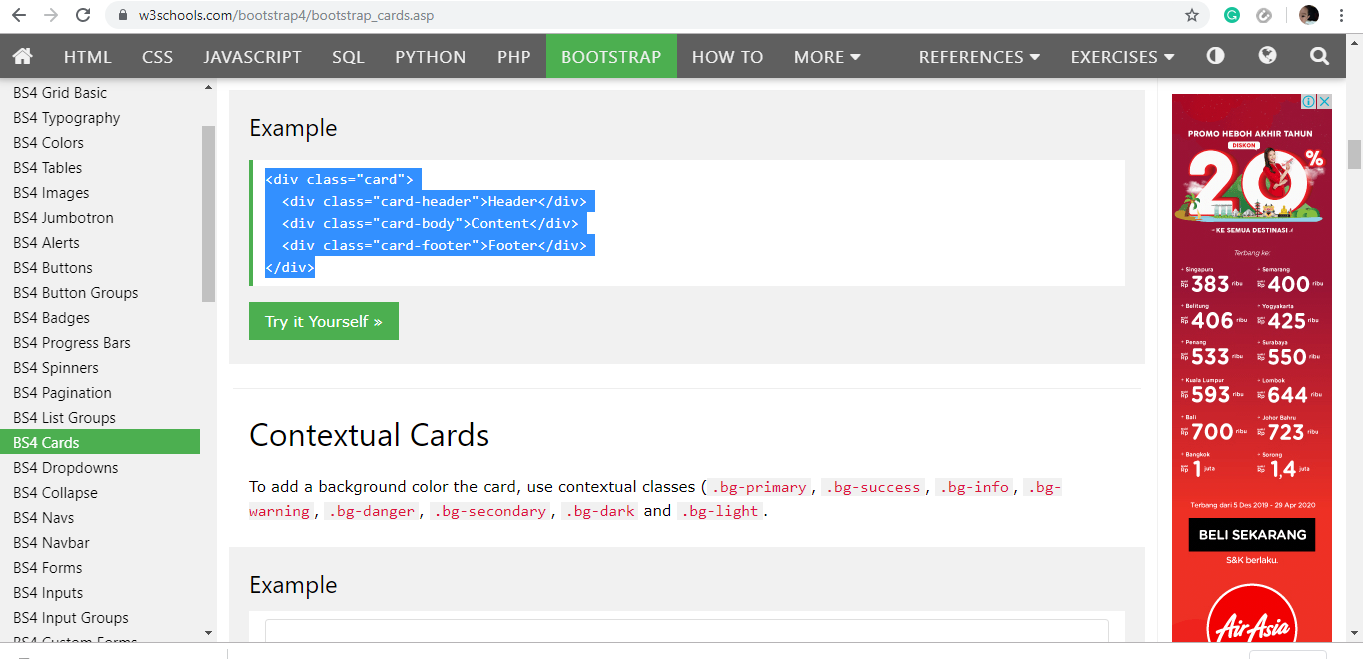 w3schools.com/bootstrap4/bootstrap_cards.asp
HTML CSS JAVASCRIPT SQL PYTHON PHP BOOTSTRAP HOW TO MORE REFERENCES EXERCISES
BS4 Grid Basic
BS4 Typography
BS4 Colors
BS4 Tables
BS4 Images
BS4 Jumbotron
BS4 Alerts
BS4 Buttons
BS4 Button Groups
BS4 Badges
BS4 Progress Bars
BS4 Spinners
BS4 Pagination
BS4 List Groups
BS4 Cards
BS4 Dropdowns
BS4 Collapse
BS4 Navs
BS4 Navbar
BS4 Forms
BS4 Inputs
BS4 Input Groups
BS4 Custom Forms
Example
<div class="card">
  <div class="card-header">Header</div>
  <div class="card-body">Content</div>
  <div class="card-footer">Footer</div>
</div>
Try it Yourself »
Contextual Cards
To add a background color the card, use contextual classes ( .bg-primary , .bg-success , .bg-info , .bg-
warning , .bg-danger , .bg-secondary , .bg-dark and .bg-light .
Example
PROMO HEBOH AKHIR TAHUN
DISKON
20%
- KE SEMUA DESTINASI -
Terbang ke:
Singapura Semarang
Rp 383 ribu Rp 400 ribu
Belitung Yogyakarta
Rp 406 ribu Rp 425 ribu
Penang Surabaya
Rp 533 ribu Rp 550 ribu
Kuala Lumpur Lombok
Rp 593 ribu Rp 644 ribu
Bali Johor Bahru
Rp 700 ribu Rp 723 ribu
Bangkok Sorong
Rp 1 juta Rp 1,4 juta
Terbang dari 5 Des 2019 - 29 Apr 2020
BELI SEKARANG
S&K berlaku.
AirAsia